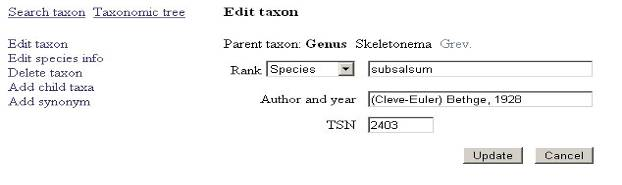 Search taxon Taxonomic tree
Edit taxon
Edit species info
Delete taxon
Add child taxa
Add synonym
Edit taxon
Parent taxon: Genus Skeletonema Grev.
Rank Species subsalsum
Author and year (Cleve-Euler) Bethge, 1928
TSN 2403
Update Cancel